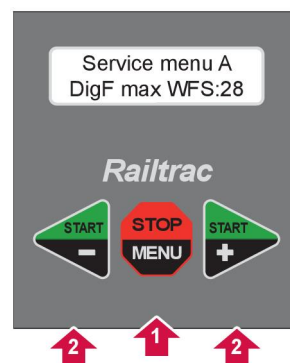 Service menu A
DigF max WFS:28
Railtrac
START STOP START
- MENU +
2 1 2